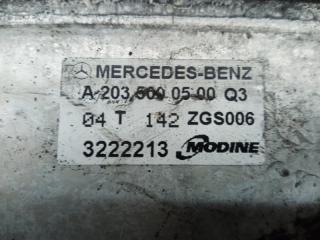 MERCEDES-BENZ
A 203 500 05 00 Q3
04 T 142 ZGS006
3222213 MODINE